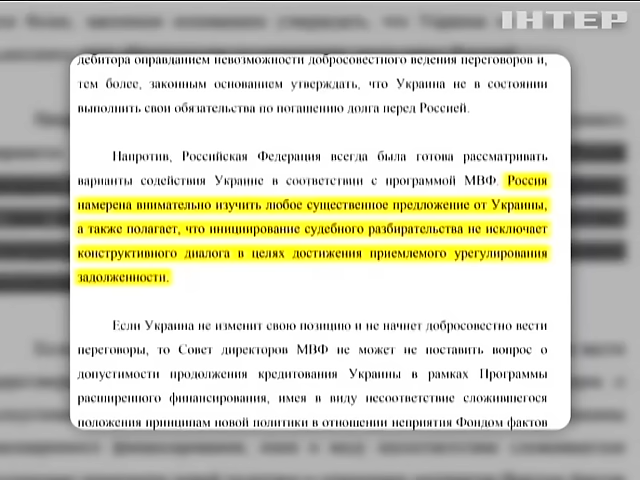 ІНТЕР
дебитора оправданием невозможности добросовестного ведения переговоров и,
тем более, законным основанием утверждать, что Украина не в состоянии
выполнить свои обязательства по погашению долга перед Россией.
Напротив, Российская Федерация всегда была готова рассматривать
варианты содействия Украине в соответствии с программой МВФ. Россия
намерена внимательно изучить любое существенное предложение от Украины,
а также полагает, что инициирование судебного разбирательства не исключает
конструктивного диалога в целях достижения приемлемого урегулирования
задолженности.
Если Украина не изменит свою позицию и не начнет добросовестно вести
переговоры, то Совет директоров МВФ не может не поставить вопрос о
допустимости продолжения кредитования Украины в рамках Программы
расширенного финансирования, имея в виду несоответствие сложившегося
положения принципам новой политики в отношении неприятия Фондом фактов